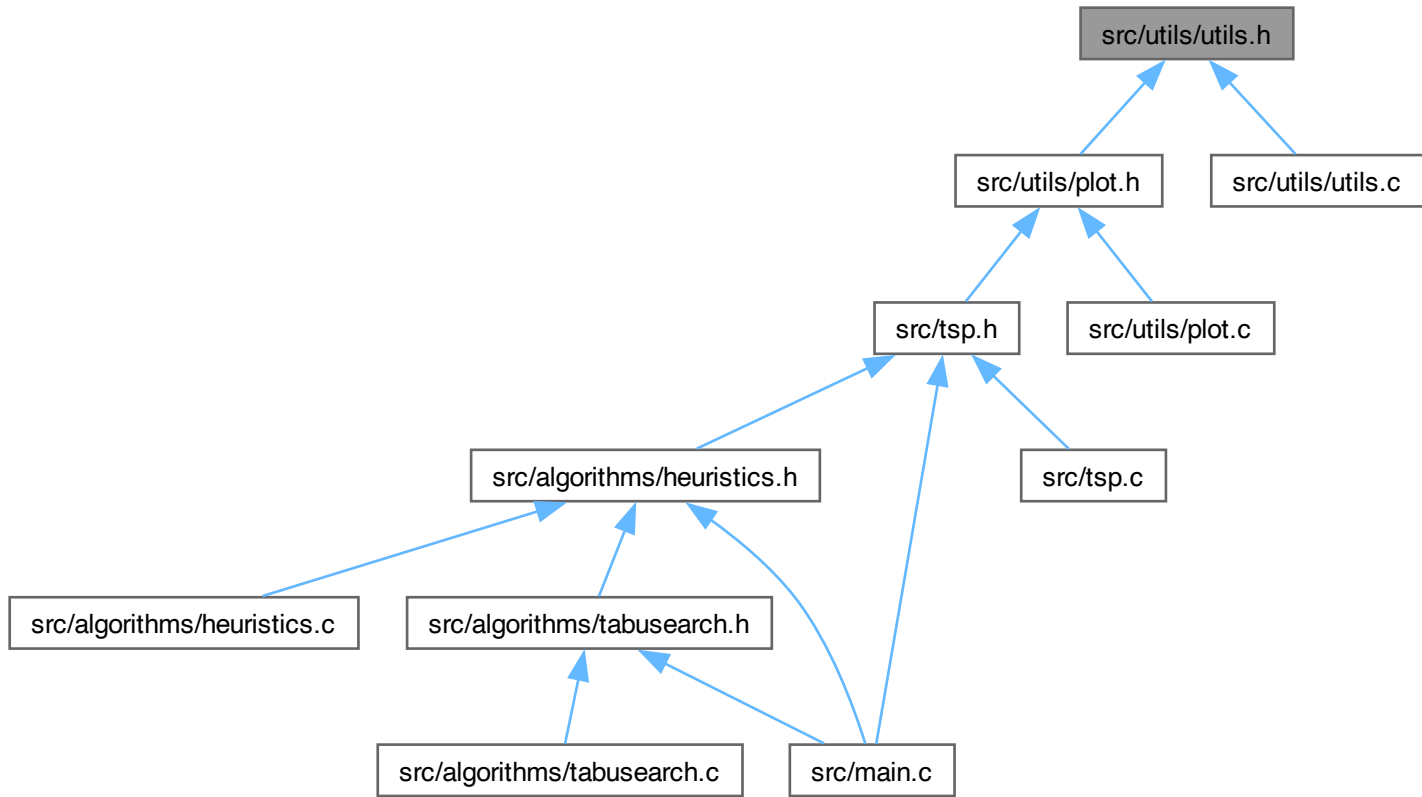 src/utils/utils.h
src/utils/plot.h
src/utils/utils.c
src/tsp.h
src/utils/plot.c
src/algorithms/heuristics.h
src/tsp.c
src/algorithms/heuristics.c
src/algorithms/tabusearch.h
src/algorithms/tabusearch.c
src/main.c